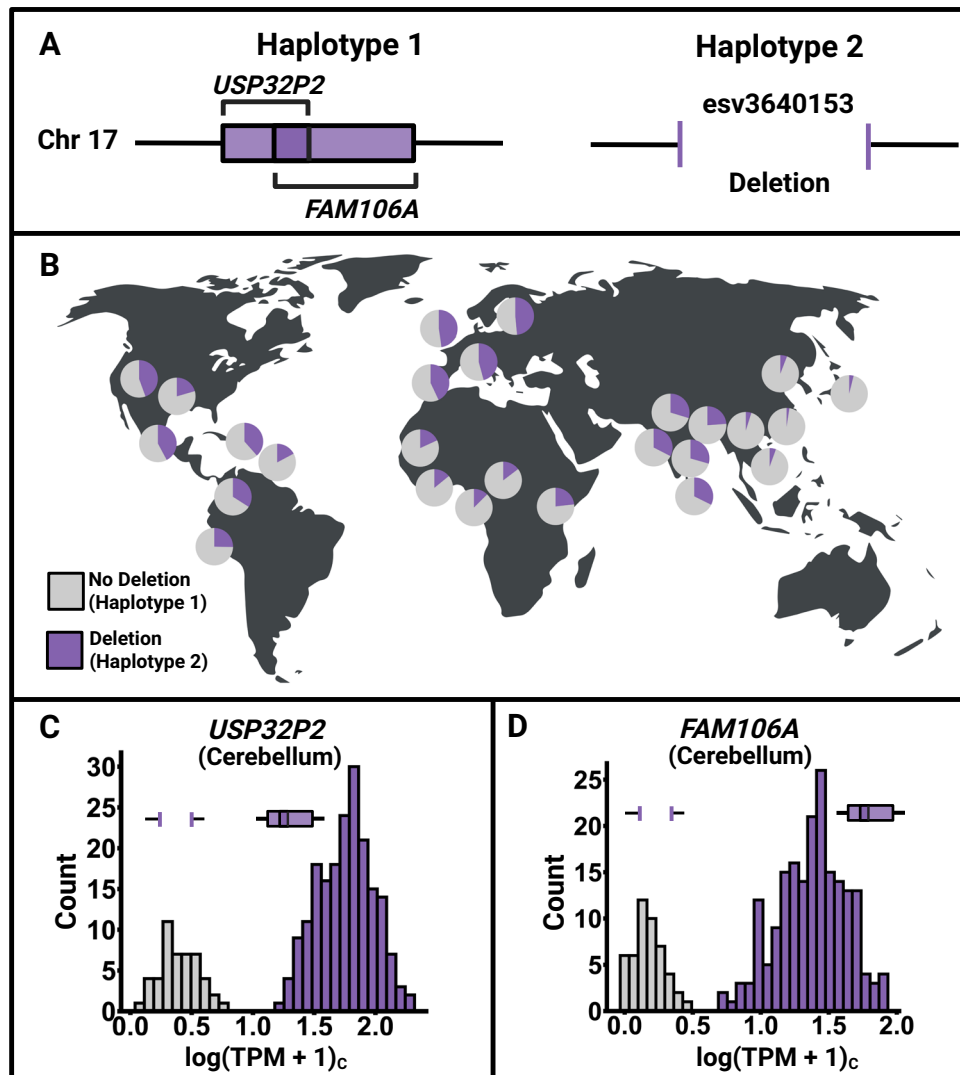 A
Haplotype 1
Haplotype 2
USP32P2
esv3640153
Chr 17
Deletion
FAM106A
B
No Deletion
(Haplotype 1)
Deletion
(Haplotype 2)
C
USP32P2
(Cerebellum)
Count
30
25
20
15
10
5
0
0.0 0.5 1.0 1.5 2.0
log(TPM + 1)c
D
FAM106A
(Cerebellum)
Count
25
20
15
10
5
0
0.0 0.5 1.0 1.5 2.0
log(TPM + 1)c